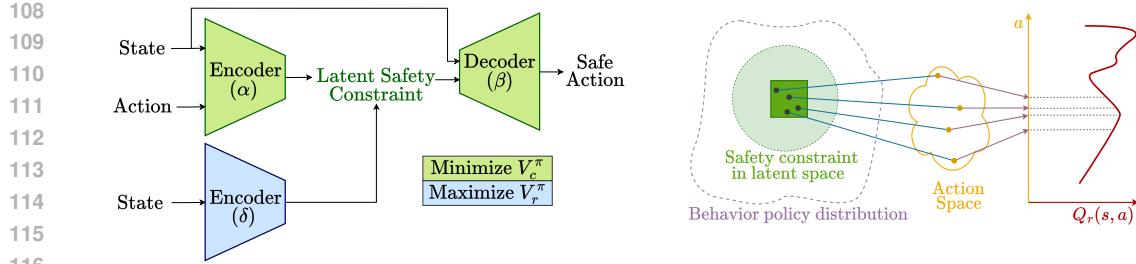 108
109
110
111
112
113
114
115
116
State
Action
Encoder
(α)
Latent Safety
Constraint
Decoder
(β)
Safe
Action
State
Encoder
(δ)
Minimize V_c^π
Maximize V_r^π
Safety constraint
in latent space
Behavior policy distribution
Action
Space
a
Q_r(s, a)